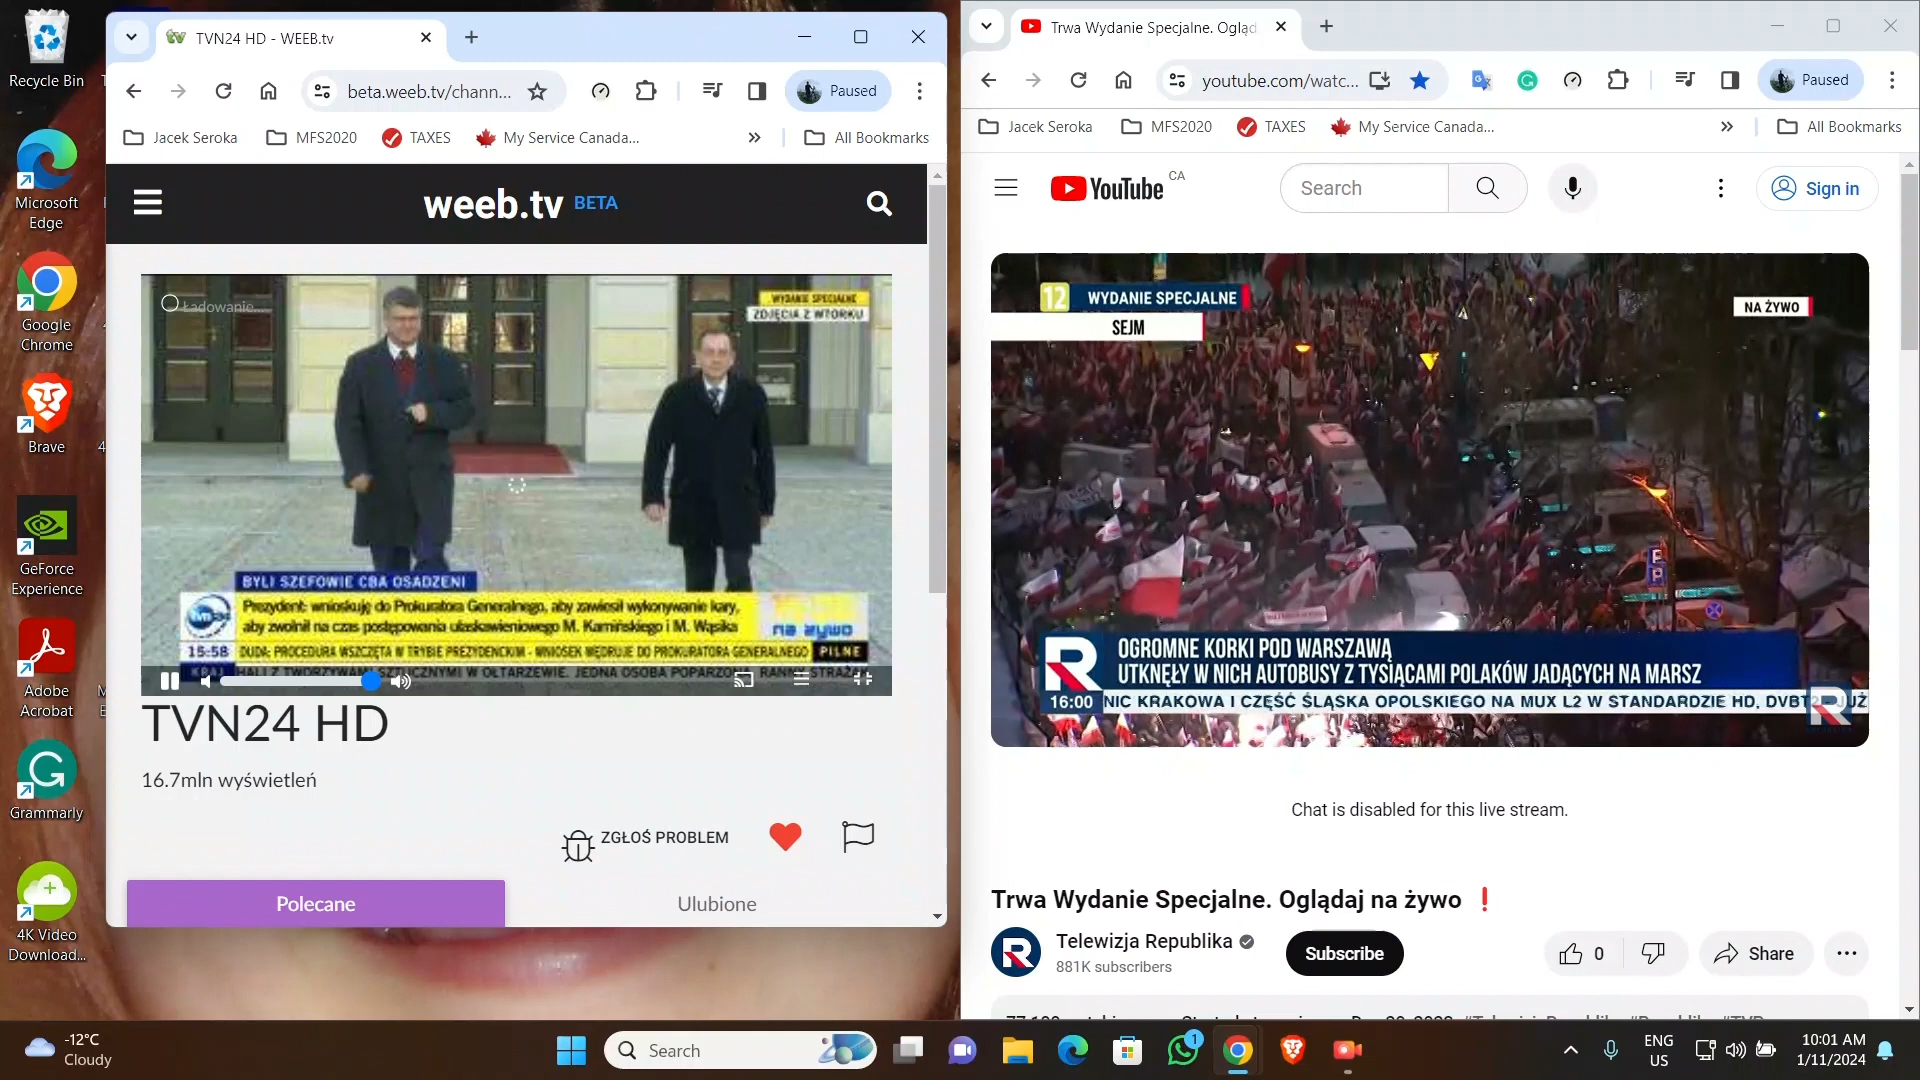 Recycle Bin
Microsoft
Edge
Google
Chrome
Brave
GeForce
Experience
Adobe
Acrobat
Grammarly
4K Video
Download...
TVN24 HD - WEEB.tv
beta.weeb.tv/chann...
Paused
Jacek Seroka
MFS2020
TAXES
My Service Canada...
All Bookmarks
weeb.tv BETA
Ładowanie...
WYDANIE SPECJALNE
ZDJĘCIA Z WTORKU
BYLI SZEFOWIE CBA OSADZENI
Prezydent: wnioskuję do Prokuratora Generalnego, aby zawiesił wykonywanie kary,
aby zwolnił na czas postępowania ułaskawieniowego M. Kamińskiego i M. Wąsika
na żywo
15:58 DUDA: PROCEDURA WSZCZĘTA W TRYBIE PREZYDENCKIM - WNIOSEK WĘDRUJE DO PROKURATORA GENERALNEGO PILNE
TVN24 HD
16.7mln wyświetleń
ZGŁOŚ PROBLEM
Polecane
Ulubione
Trwa Wydanie Specjalne. Ogląd
youtube.com/watc...
Paused
Jacek Seroka
MFS2020
TAXES
My Service Canada...
All Bookmarks
YouTube CA
Search
Sign in
12 WYDANIE SPECJALNE
SEJM
NA ŻYWO
OGROMNE KORKI POD WARSZAWĄ
UTKNĘŁY W NICH AUTOBUSY Z TYSIĄCAMI POLAKÓW JADĄCYCH NA MARSZ
16:00 NIC KRAKOWA I CZĘŚĆ ŚLĄSKA OPOLSKIEGO NA MUX L2 W STANDARDZIE HD, DVBT2
Chat is disabled for this live stream.
Trwa Wydanie Specjalne. Oglądaj na żywo ❗
Telewizja Republika
881K subscribers
Subscribe
0
Share
-12°C
Cloudy
Search
1
ENG
US
10:01 AM
1/11/2024